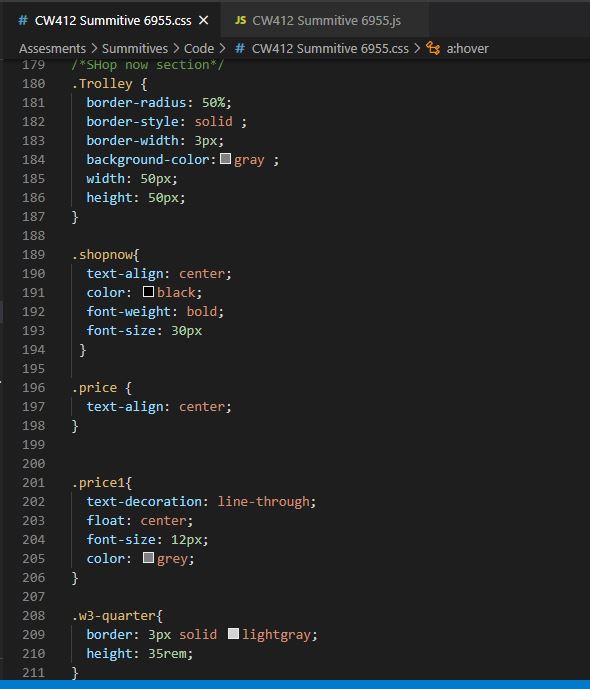 # CW412 Summitive 6955.css × JS CW412 Summitive 6955.js
Assesments > Summitives > Code > # CW412 Summitive 6955.css > a:hover
179 /*SHop now section*/
180 .Trolley {
181 border-radius: 50%;
182 border-style: solid ;
183 border-width: 3px;
184 background-color: gray ;
185 width: 50px;
186 height: 50px;
187 }
188
189 .shopnow{
190 text-align: center;
191 color: black;
192 font-weight: bold;
193 font-size: 30px
194 }
195
196 .price {
197 text-align: center;
198 }
199
200
201 .price1{
202 text-decoration: line-through;
203 float: center;
204 font-size: 12px;
205 color: grey;
206 }
207
208 .w3-quarter{
209 border: 3px solid lightgray;
210 height: 35rem;
211 }